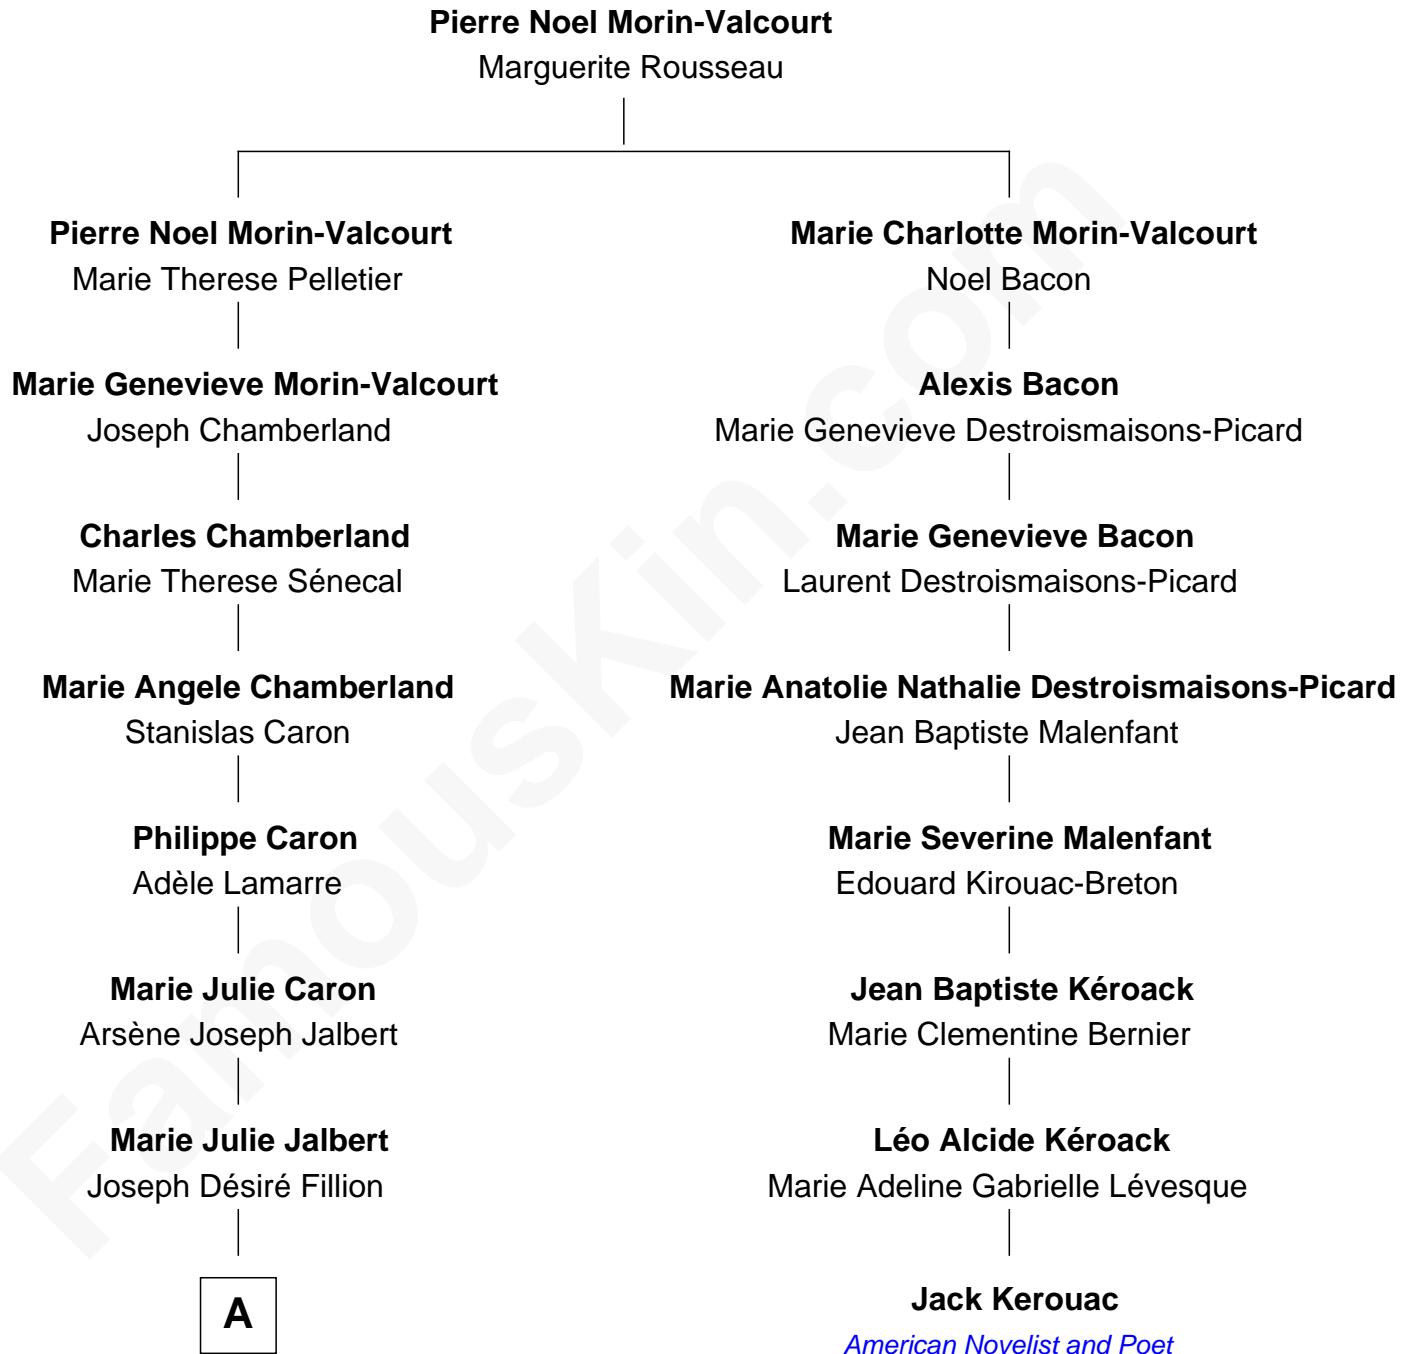 Pierre Noel Morin-Valcourt
Marguerite Rousseau
Pierre Noel Morin-Valcourt
Marie Therese Pelletier
Marie Charlotte Morin-Valcourt
Noel Bacon
Marie Genevieve Morin-Valcourt
Joseph Chamberland
Alexis Bacon
Marie Genevieve Destroismaisons-Picard
Charles Chamberland
Marie Therese Sénecal
Marie Genevieve Bacon
Laurent Destroismaisons-Picard
Marie Angele Chamberland
Stanislas Caron
Marie Anatolie Nathalie Destroismaisons-Picard
Jean Baptiste Malenfant
Philippe Caron
Adèle Lamarre
Marie Severine Malenfant
Edouard Kirouac-Breton
Marie Julie Caron
Arsène Joseph Jalbert
Jean Baptiste Kéroack
Marie Clementine Bernier
Marie Julie Jalbert
Joseph Désiré Fillion
Léo Alcide Kéroack
Marie Adeline Gabrielle Lévesque
A
Jack Kerouac
American Novelist and Poet
FamousKin.com